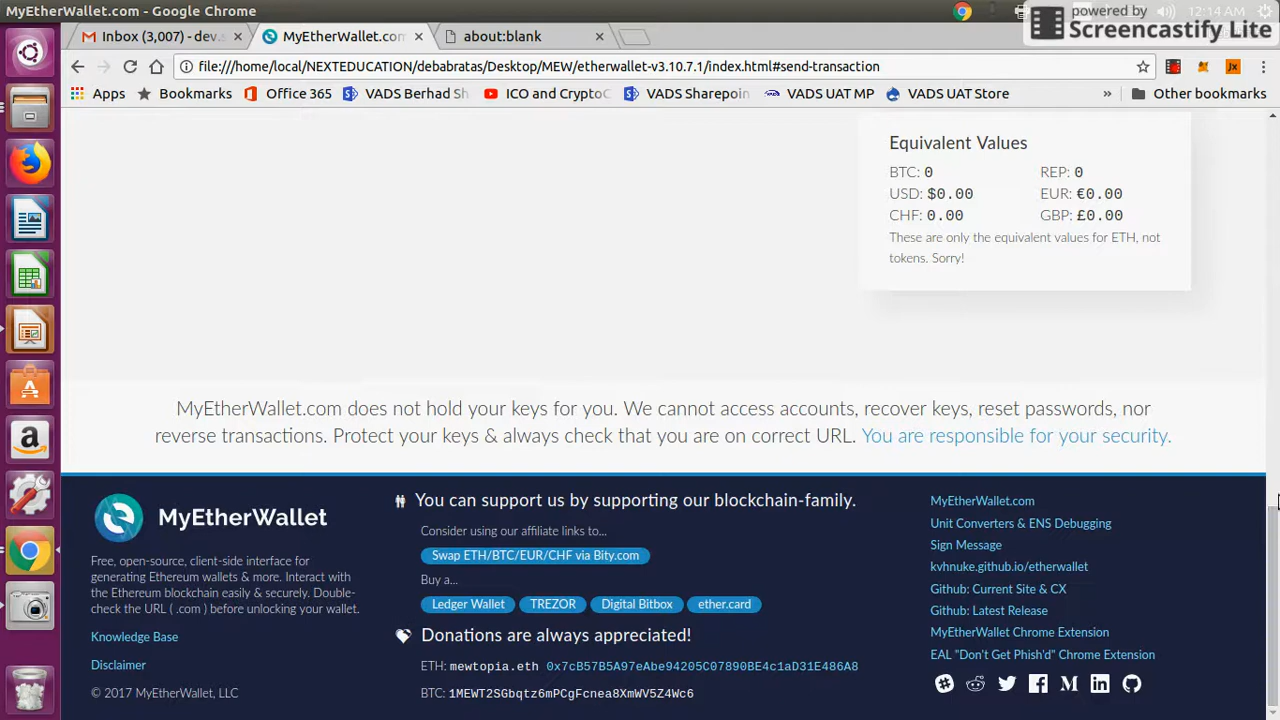 MyEtherWallet.com - Google Chrome
12:14 AM
powered by
Screencastify Lite
Inbox (3,007) - dev.s
MyEtherWallet.com
about:blank
file:///home/local/NEXTEDUCATION/debabratas/Desktop/MEW/etherwallet-v3.10.7.1/index.html#send-transaction
Apps
Bookmarks
Office 365
VADS Berhad Sh
ICO and CryptoC
VADS Sharepoin
VADS UAT MP
VADS UAT Store
»
Other bookmarks
Equivalent Values
BTC: 0 REP: 0
USD: $0.00 EUR: €0.00
CHF: 0.00 GBP: £0.00
These are only the equivalent values for ETH, not
tokens. Sorry!
MyEtherWallet.com does not hold your keys for you. We cannot access accounts, recover keys, reset passwords, nor
reverse transactions. Protect your keys & always check that you are on correct URL. You are responsible for your security.
MyEtherWallet
Free, open-source, client-side interface for
generating Ethereum wallets & more. Interact with
the Ethereum blockchain easily & securely. Double-
check the URL ( .com ) before unlocking your wallet.
Knowledge Base
Disclaimer
© 2017 MyEtherWallet, LLC
You can support us by supporting our blockchain-family.
Consider using our affiliate links to...
Swap ETH/BTC/EUR/CHF via Bity.com
Buy a...
Ledger Wallet
TREZOR
Digital Bitbox
ether.card
Donations are always appreciated!
ETH: mewtopia.eth 0x7cB57B5A97eAbe94205C07890BE4c1aD31E486A8
BTC: 1MEWT2SGbqtz6mPCgFcnea8XmWV5Z4Wc6
MyEtherWallet.com
Unit Converters & ENS Debugging
Sign Message
kvhnuke.github.io/etherwallet
Github: Current Site & CX
Github: Latest Release
MyEtherWallet Chrome Extension
EAL "Don't Get Phish'd" Chrome Extension